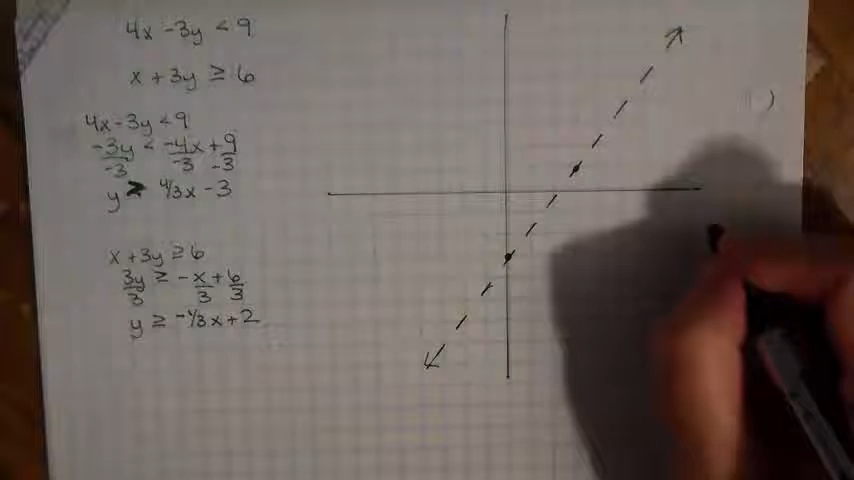 4x - 3y < 9
x + 3y ≥ 6
4x - 3y < 9
-3y/-3 < -4x/-3 + 9/-3
y > 4/3x - 3
x + 3y ≥ 6
3y/3 ≥ -x/3 + 6/3
y ≥ -1/3x + 2